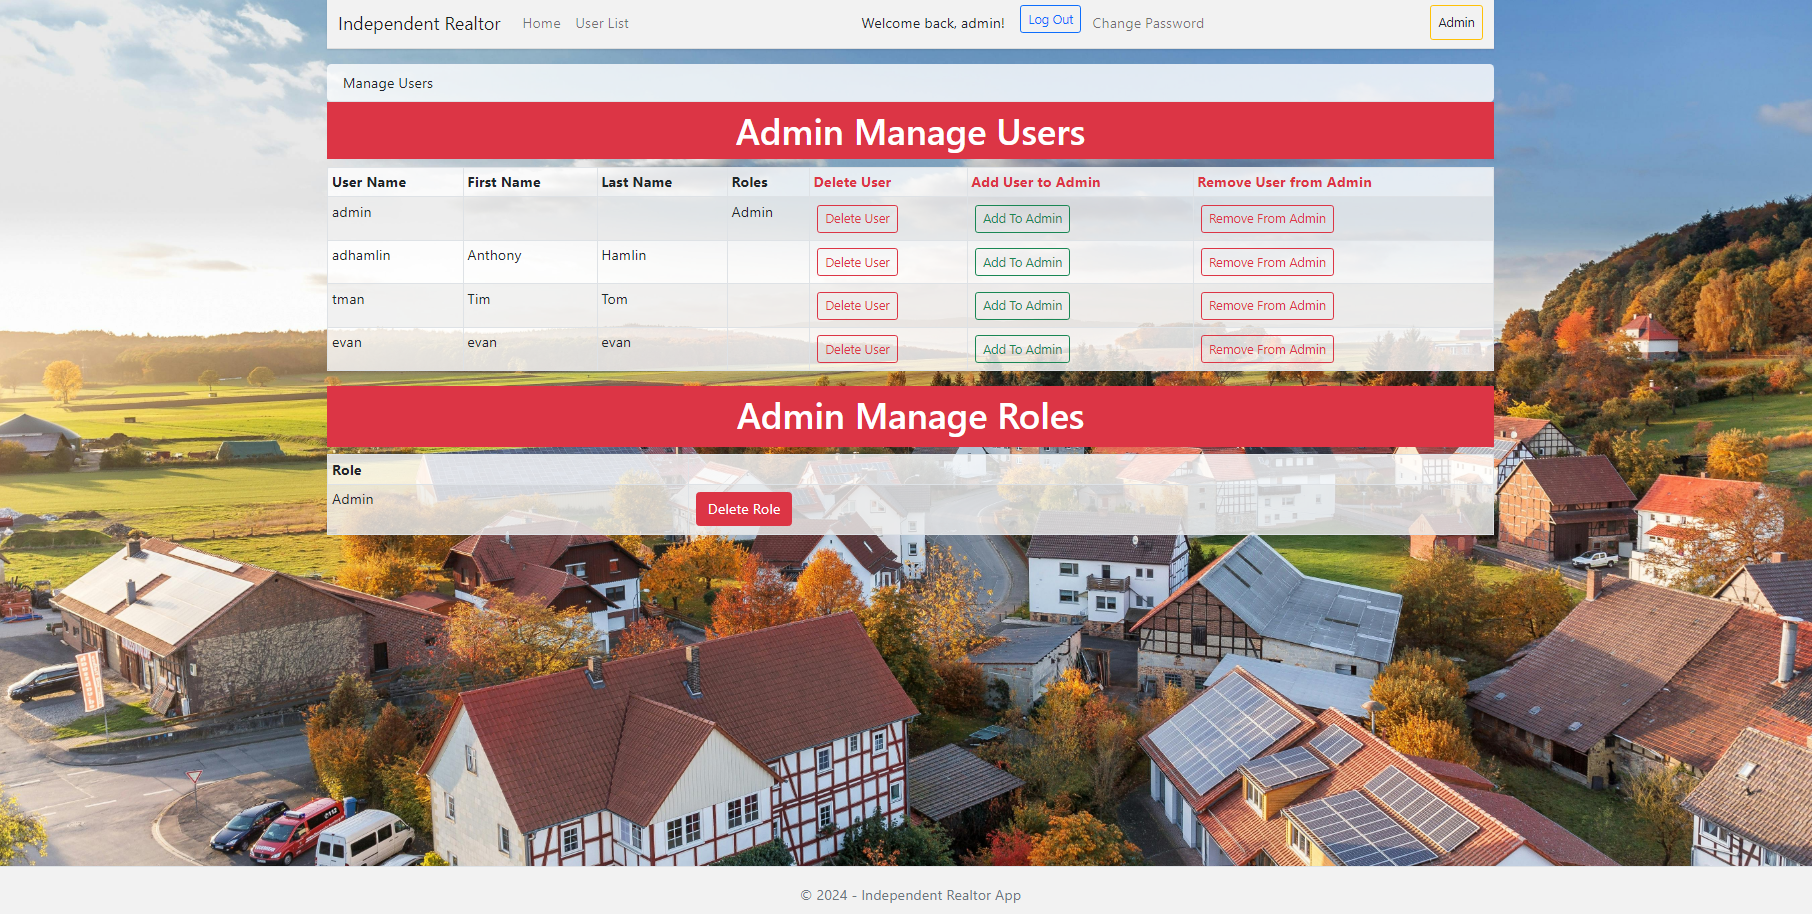 Independent Realtor Home User List Welcome back, admin! Log Out Change Password Admin
Manage Users
Admin Manage Users
User Name First Name Last Name Roles Delete User Add User to Admin Remove User from Admin
admin Admin Delete User Add To Admin Remove From Admin
adhamlin Anthony Hamlin Delete User Add To Admin Remove From Admin
tman Tim Tom Delete User Add To Admin Remove From Admin
evan evan evan Delete User Add To Admin Remove From Admin
Admin Manage Roles
Role
Admin Delete Role
© 2024 - Independent Realtor App